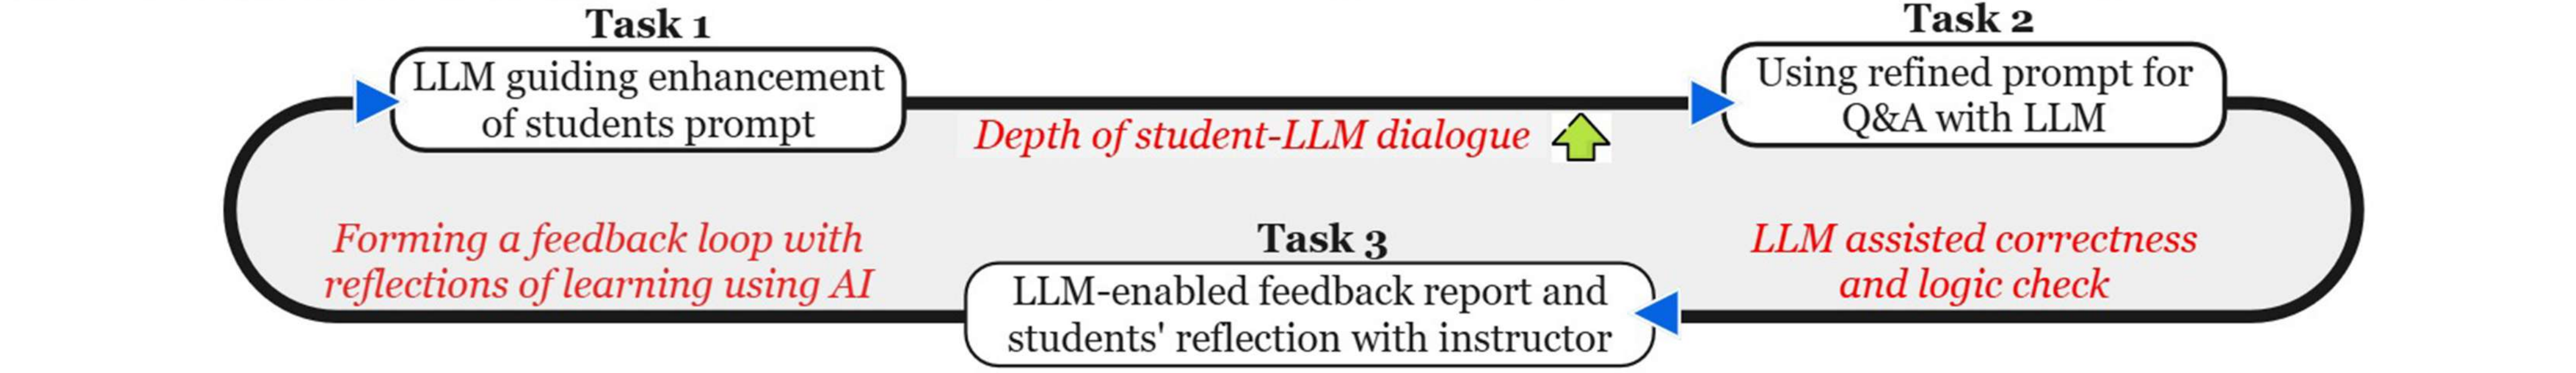 Task 1
LLM guiding enhancement
of students prompt
Depth of student-LLM dialogue
Task 2
Using refined prompt for
Q&A with LLM
LLM assisted correctness
and logic check
Task 3
LLM-enabled feedback report and
students' reflection with instructor
Forming a feedback loop with
reflections of learning using AI